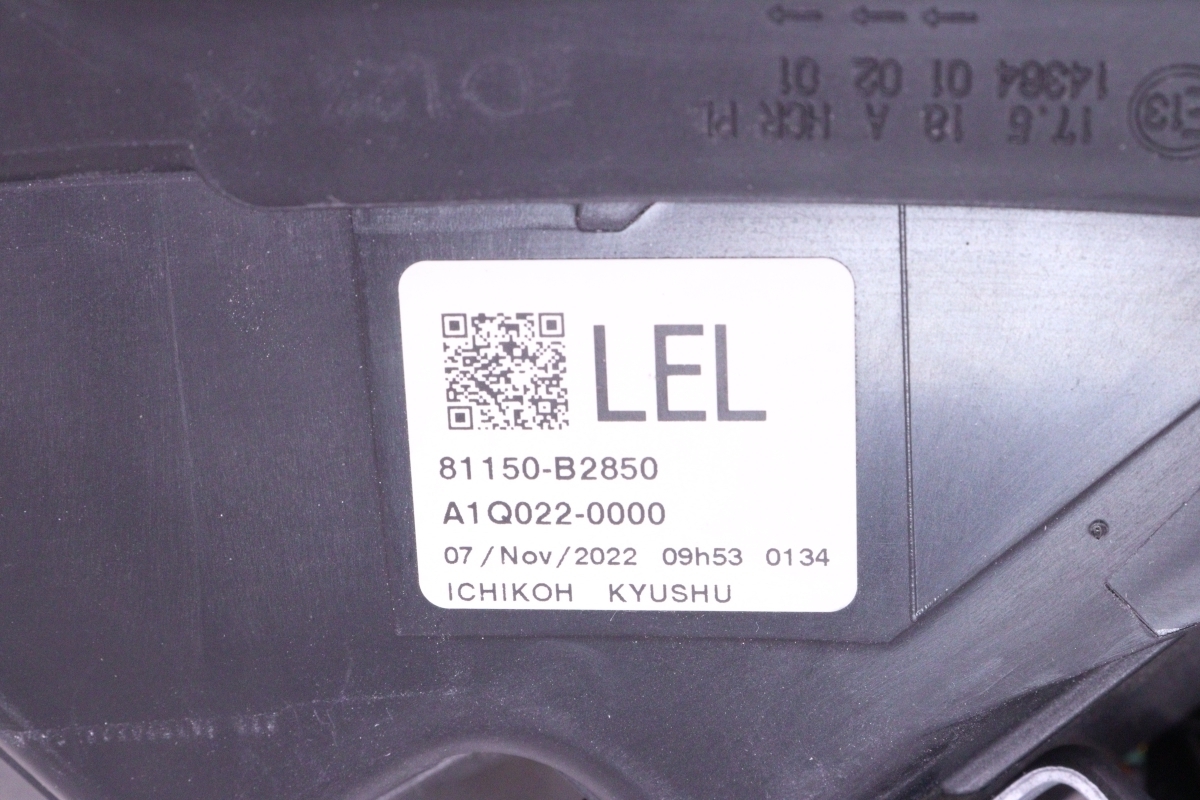 14384 01 02 01
17.5 18 A HCR PL
E13
LEL
81150-B2850
A1Q022-0000
07/Nov/2022 09h53 0134
ICHIKOH KYUSHU